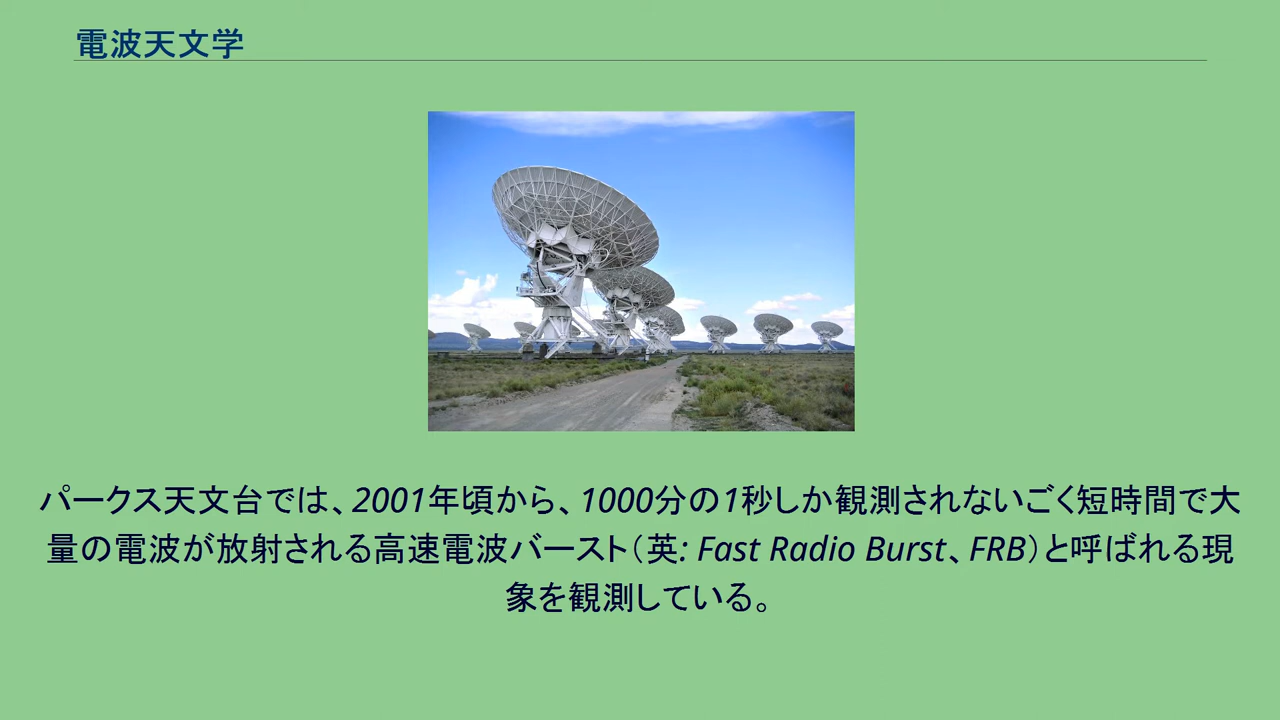 電波天文学
パークス天文台では、2001年頃から、1000分の1秒しか観測されないごく短時間で大
量の電波が放射される高速電波バースト（英: Fast Radio Burst、FRB）と呼ばれる現
象を観測している。